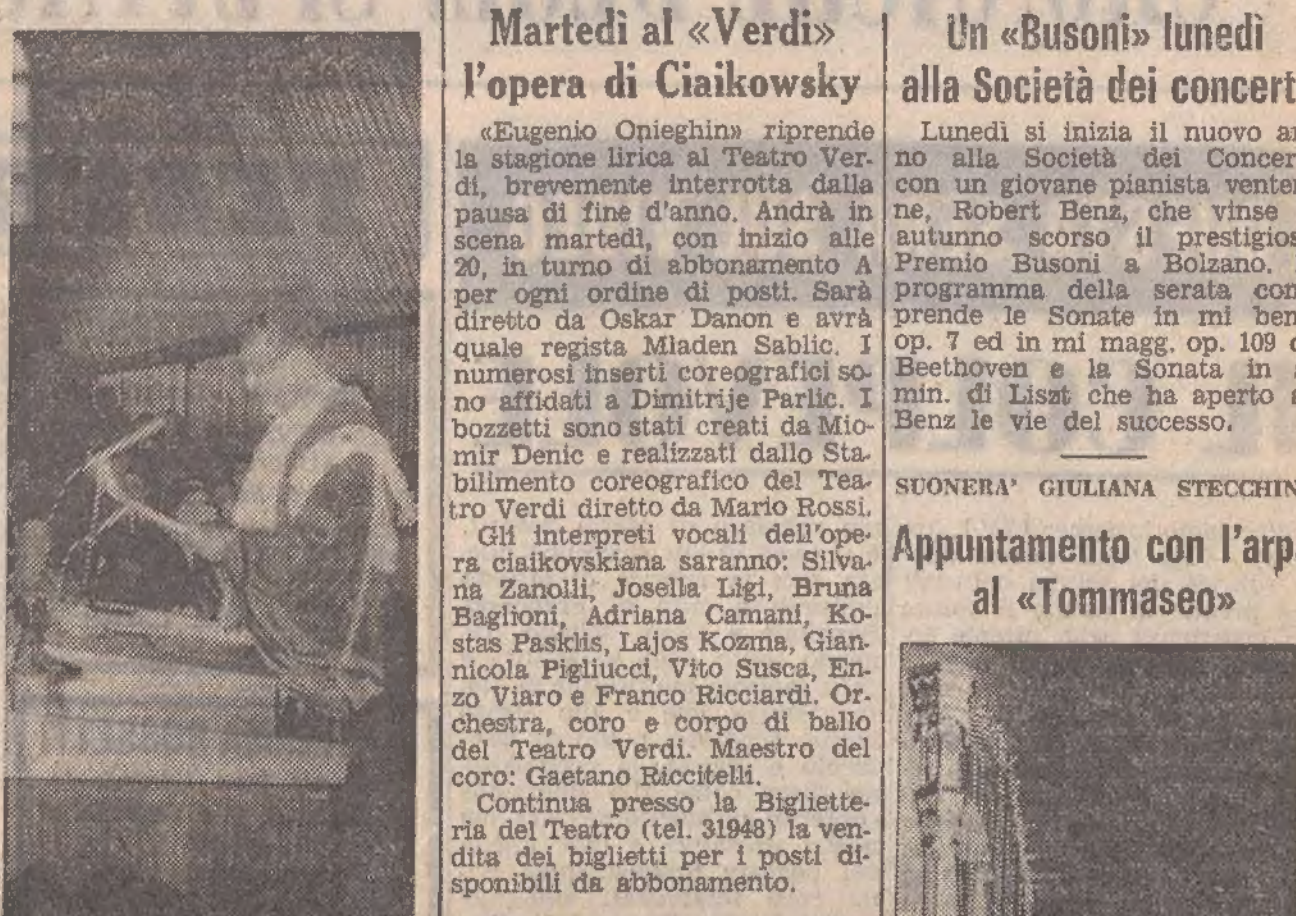 Martedì al «Verdi»
l'opera di Ciaikowsky
«Eugenio Onieghin» riprende
la stagione lirica al Teatro Ver-
di, brevemente interrotta dalla
pausa di fine d'anno. Andrà in
scena martedì, con inizio alle
20, in turno di abbonamento A
per ogni ordine di posti. Sarà
diretto da Oskar Danon e avrà
quale regista Mladen Sablic. I
numerosi inserti coreografici so-
no affidati a Dimitrije Parlic. I
bozzetti sono stati creati da Mio-
mir Denic e realizzati dallo Sta-
bilimento coreografico del Tea-
tro Verdi diretto da Mario Rossi.
Gli interpreti vocali dell'ope-
ra ciaikovskiana saranno: Silva-
na Zanolli, Josella Ligi, Bruna
Baglioni, Adriana Camani, Ko-
stas Pasklis, Lajos Kozma, Gian-
nicola Pigliucci, Vito Susca, En-
zo Viaro e Franco Ricciardi. Or-
chestra, coro e corpo di ballo
del Teatro Verdi. Maestro del
coro: Gaetano Riccitelli.
Continua presso la Bigliette-
ria del Teatro (tel. 31948) la ven-
dita dei biglietti per i posti di-
sponibili da abbonamento.
Un «Busoni» lunedì
alla Società dei concert
Lunedì si inizia il nuovo an
no alla Società dei Concer
con un giovane pianista vente
ne, Robert Benz, che vinse
autunno scorso il prestigios
Premio Busoni a Bolzano.
programma della serata com
prende le Sonate in mi bem
op. 7 ed in mi magg. op. 109 d
Beethoven e la Sonata in
min. di Liszt che ha aperto a
Benz le vie del successo.
SUONERA' GIULIANA STECCHIN
Appuntamento con l'arp
al «Tommaseo»